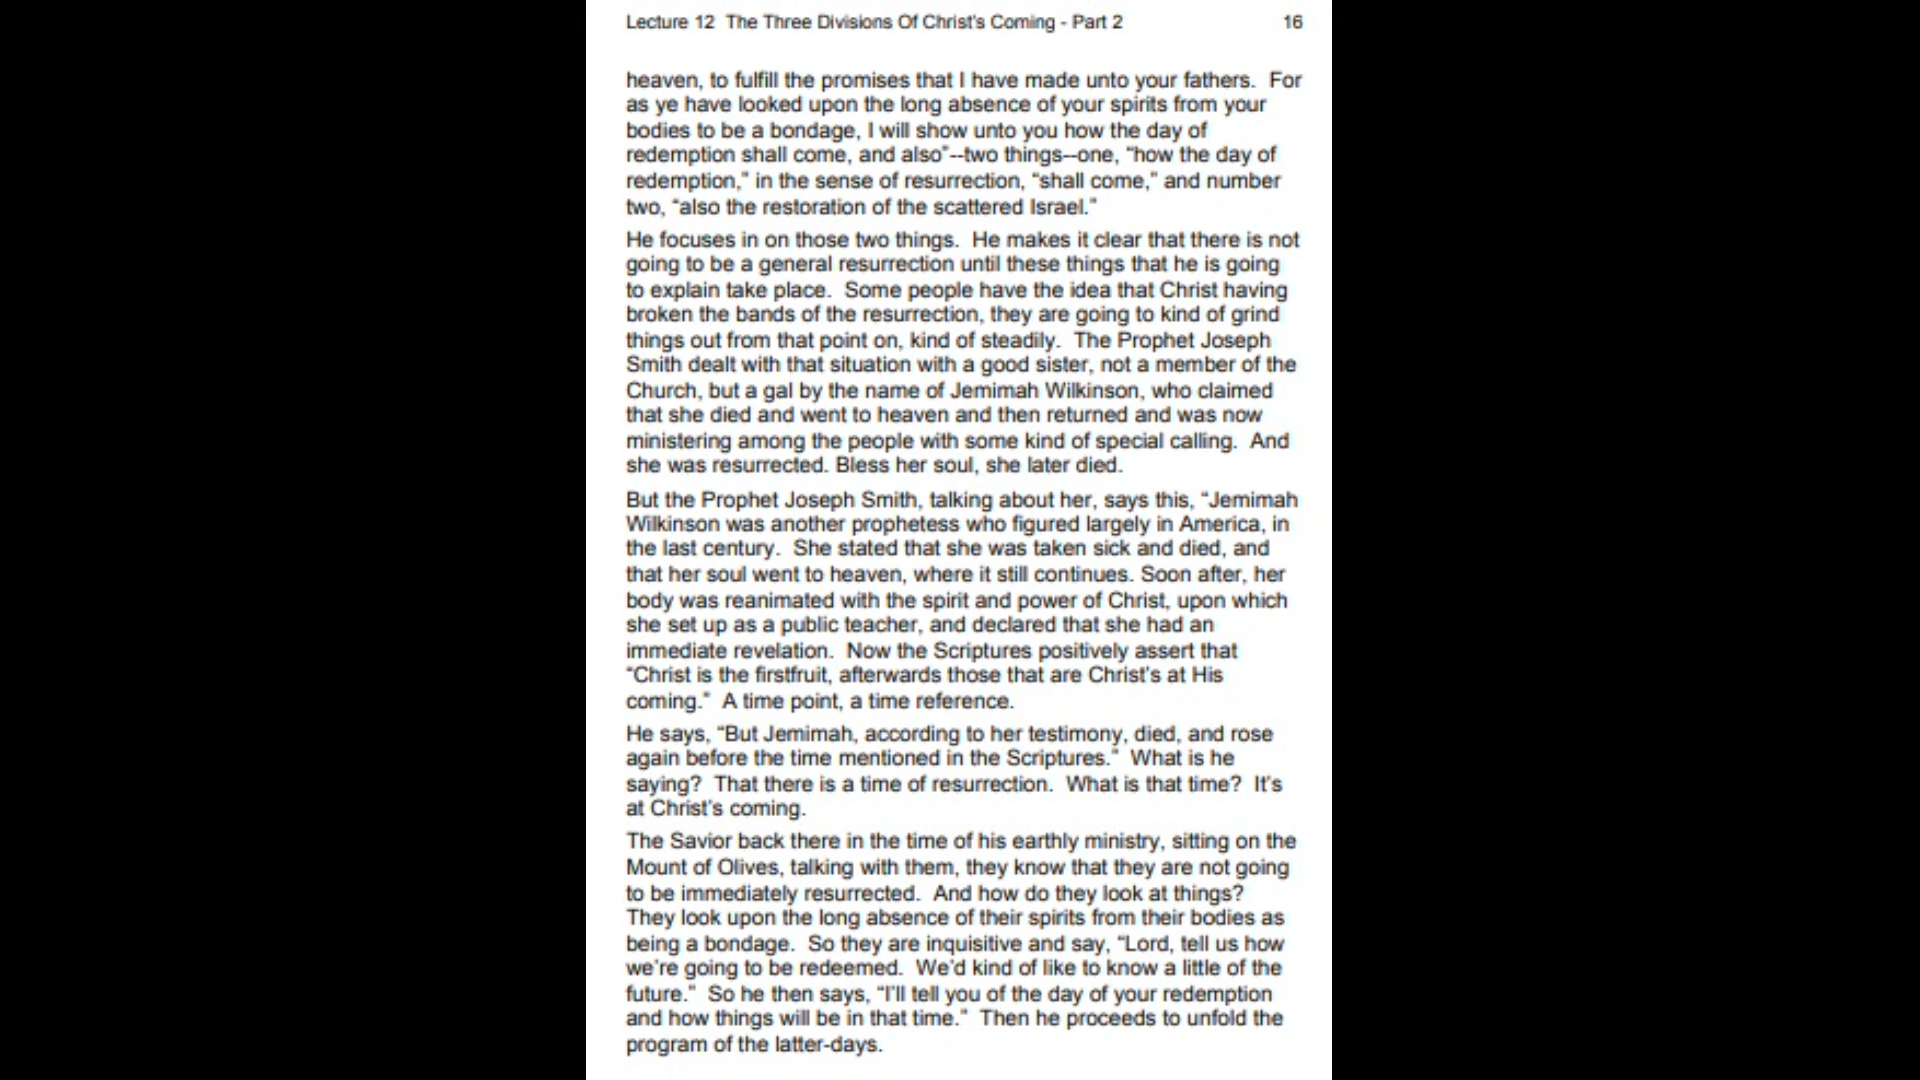 Lecture 12  The Three Divisions Of Christ's Coming - Part 2 16
heaven, to fulfill the promises that I have made unto your fathers.  For
as ye have looked upon the long absence of your spirits from your
bodies to be a bondage, I will show unto you how the day of
redemption shall come, and also"--two things--one, “how the day of
redemption,” in the sense of resurrection, “shall come,” and number
two, “also the restoration of the scattered Israel.”
He focuses in on those two things.  He makes it clear that there is not
going to be a general resurrection until these things that he is going
to explain take place.  Some people have the idea that Christ having
broken the bands of the resurrection, they are going to kind of grind
things out from that point on, kind of steadily.  The Prophet Joseph
Smith dealt with that situation with a good sister, not a member of the
Church, but a gal by the name of Jemimah Wilkinson, who claimed
that she died and went to heaven and then returned and was now
ministering among the people with some kind of special calling.  And
she was resurrected. Bless her soul, she later died.
But the Prophet Joseph Smith, talking about her, says this, “Jemimah
Wilkinson was another prophetess who figured largely in America, in
the last century.  She stated that she was taken sick and died, and
that her soul went to heaven, where it still continues. Soon after, her
body was reanimated with the spirit and power of Christ, upon which
she set up as a public teacher, and declared that she had an
immediate revelation.  Now the Scriptures positively assert that
“Christ is the firstfruit, afterwards those that are Christ’s at His
coming.”  A time point, a time reference.
He says, “But Jemimah, according to her testimony, died, and rose
again before the time mentioned in the Scriptures.”  What is he
saying?  That there is a time of resurrection.  What is that time?  It’s
at Christ’s coming.
The Savior back there in the time of his earthly ministry, sitting on the
Mount of Olives, talking with them, they know that they are not going
to be immediately resurrected.  And how do they look at things?
They look upon the long absence of their spirits from their bodies as
being a bondage.  So they are inquisitive and say, “Lord, tell us how
we’re going to be redeemed.  We’d kind of like to know a little of the
future.”  So he then says, “I’ll tell you of the day of your redemption
and how things will be in that time.”  Then he proceeds to unfold the
program of the latter-days.